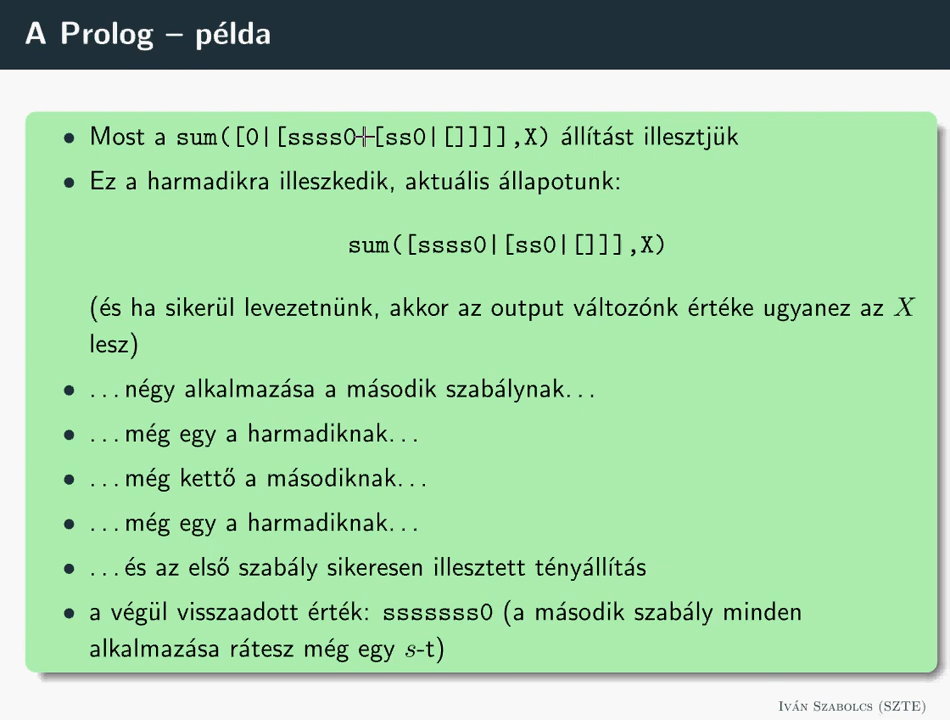 A Prolog – példa
• Most a sum([0|[ssss0|[ss0|[]]]],X) állítást illesztjük
• Ez a harmadikra illeszkedik, aktuális állapotunk:
sum([ssss0|[ss0|[]]],X)
(és ha sikerül levezetnünk, akkor az output változónk értéke ugyanez az X
lesz)
• ...négy alkalmazása a második szabálynak...
• ...még egy a harmadiknak...
• ...még kettő a másodiknak...
• ...még egy a harmadiknak...
• ...és az első szabály sikeresen illesztett tényállítás
• a végül visszaadott érték: sssssss0 (a második szabály minden
alkalmazása rátesz még egy s-t)
Iván Szabolcs (SZTE)